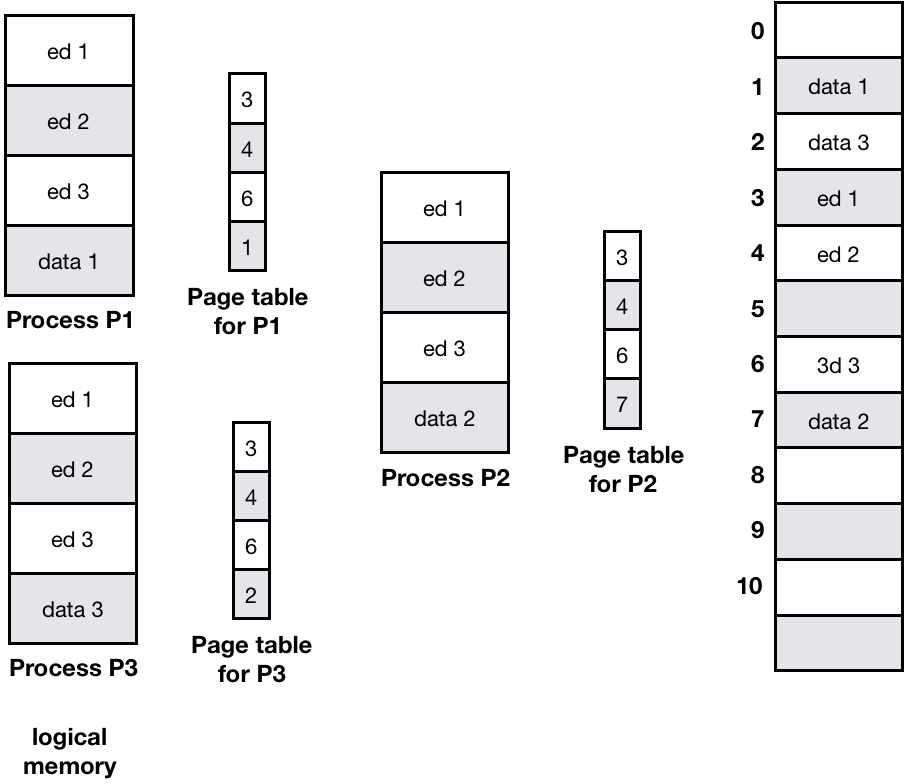 ed 1
ed 2
ed 3
data 1
Process P1
3
4
6
1
Page table
for P1
ed 1
ed 2
ed 3
data 3
Process P3
3
4
6
2
Page table
for P3
logical
memory
ed 1
ed 2
ed 3
data 2
Process P2
3
4
6
7
Page table
for P2
0
1 data 1
2 data 3
3 ed 1
4 ed 2
5
6 3d 3
7 data 2
8
9
10